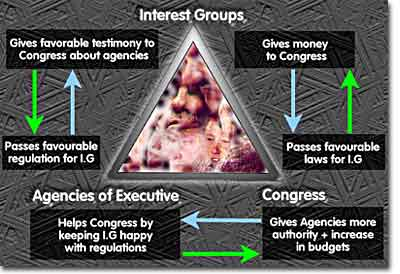 Interest Groups
Gives favorable testimony to
Congress about agencies
Gives money
to Congress
Passes favourable
regulation for I.G
Passes favourable
laws for I.G
Agencies of Executive
Congress
Helps Congress by
keeping I.G happy
with regulations
Gives Agencies more
authority + increase
in budgets